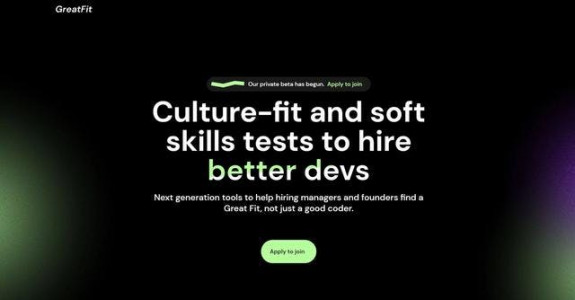 GreatFit
Our private beta has begun. Apply to join
Culture-fit and soft
skills tests to hire
better devs
Next generation tools to help hiring managers and founders find a
Great Fit, not just a good coder.
Apply to join